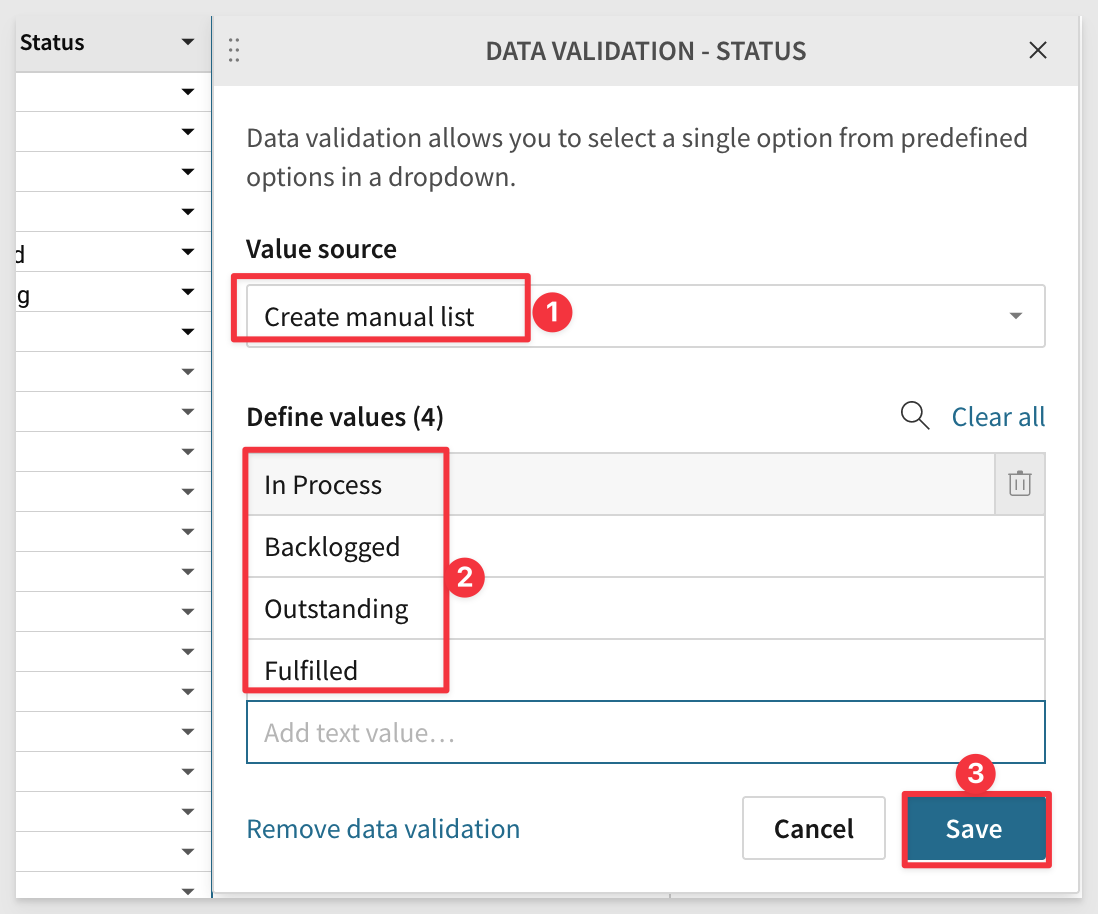 Status
DATA VALIDATION - STATUS
Data validation allows you to select a single option from predefined
options in a dropdown.
Value source
d
g
Create manual list
1
Define values (4)
Clear all
In Process
Backlogged
2
Outstanding
Fulfilled
Add text value...
3
Remove data validation
Cancel
Save